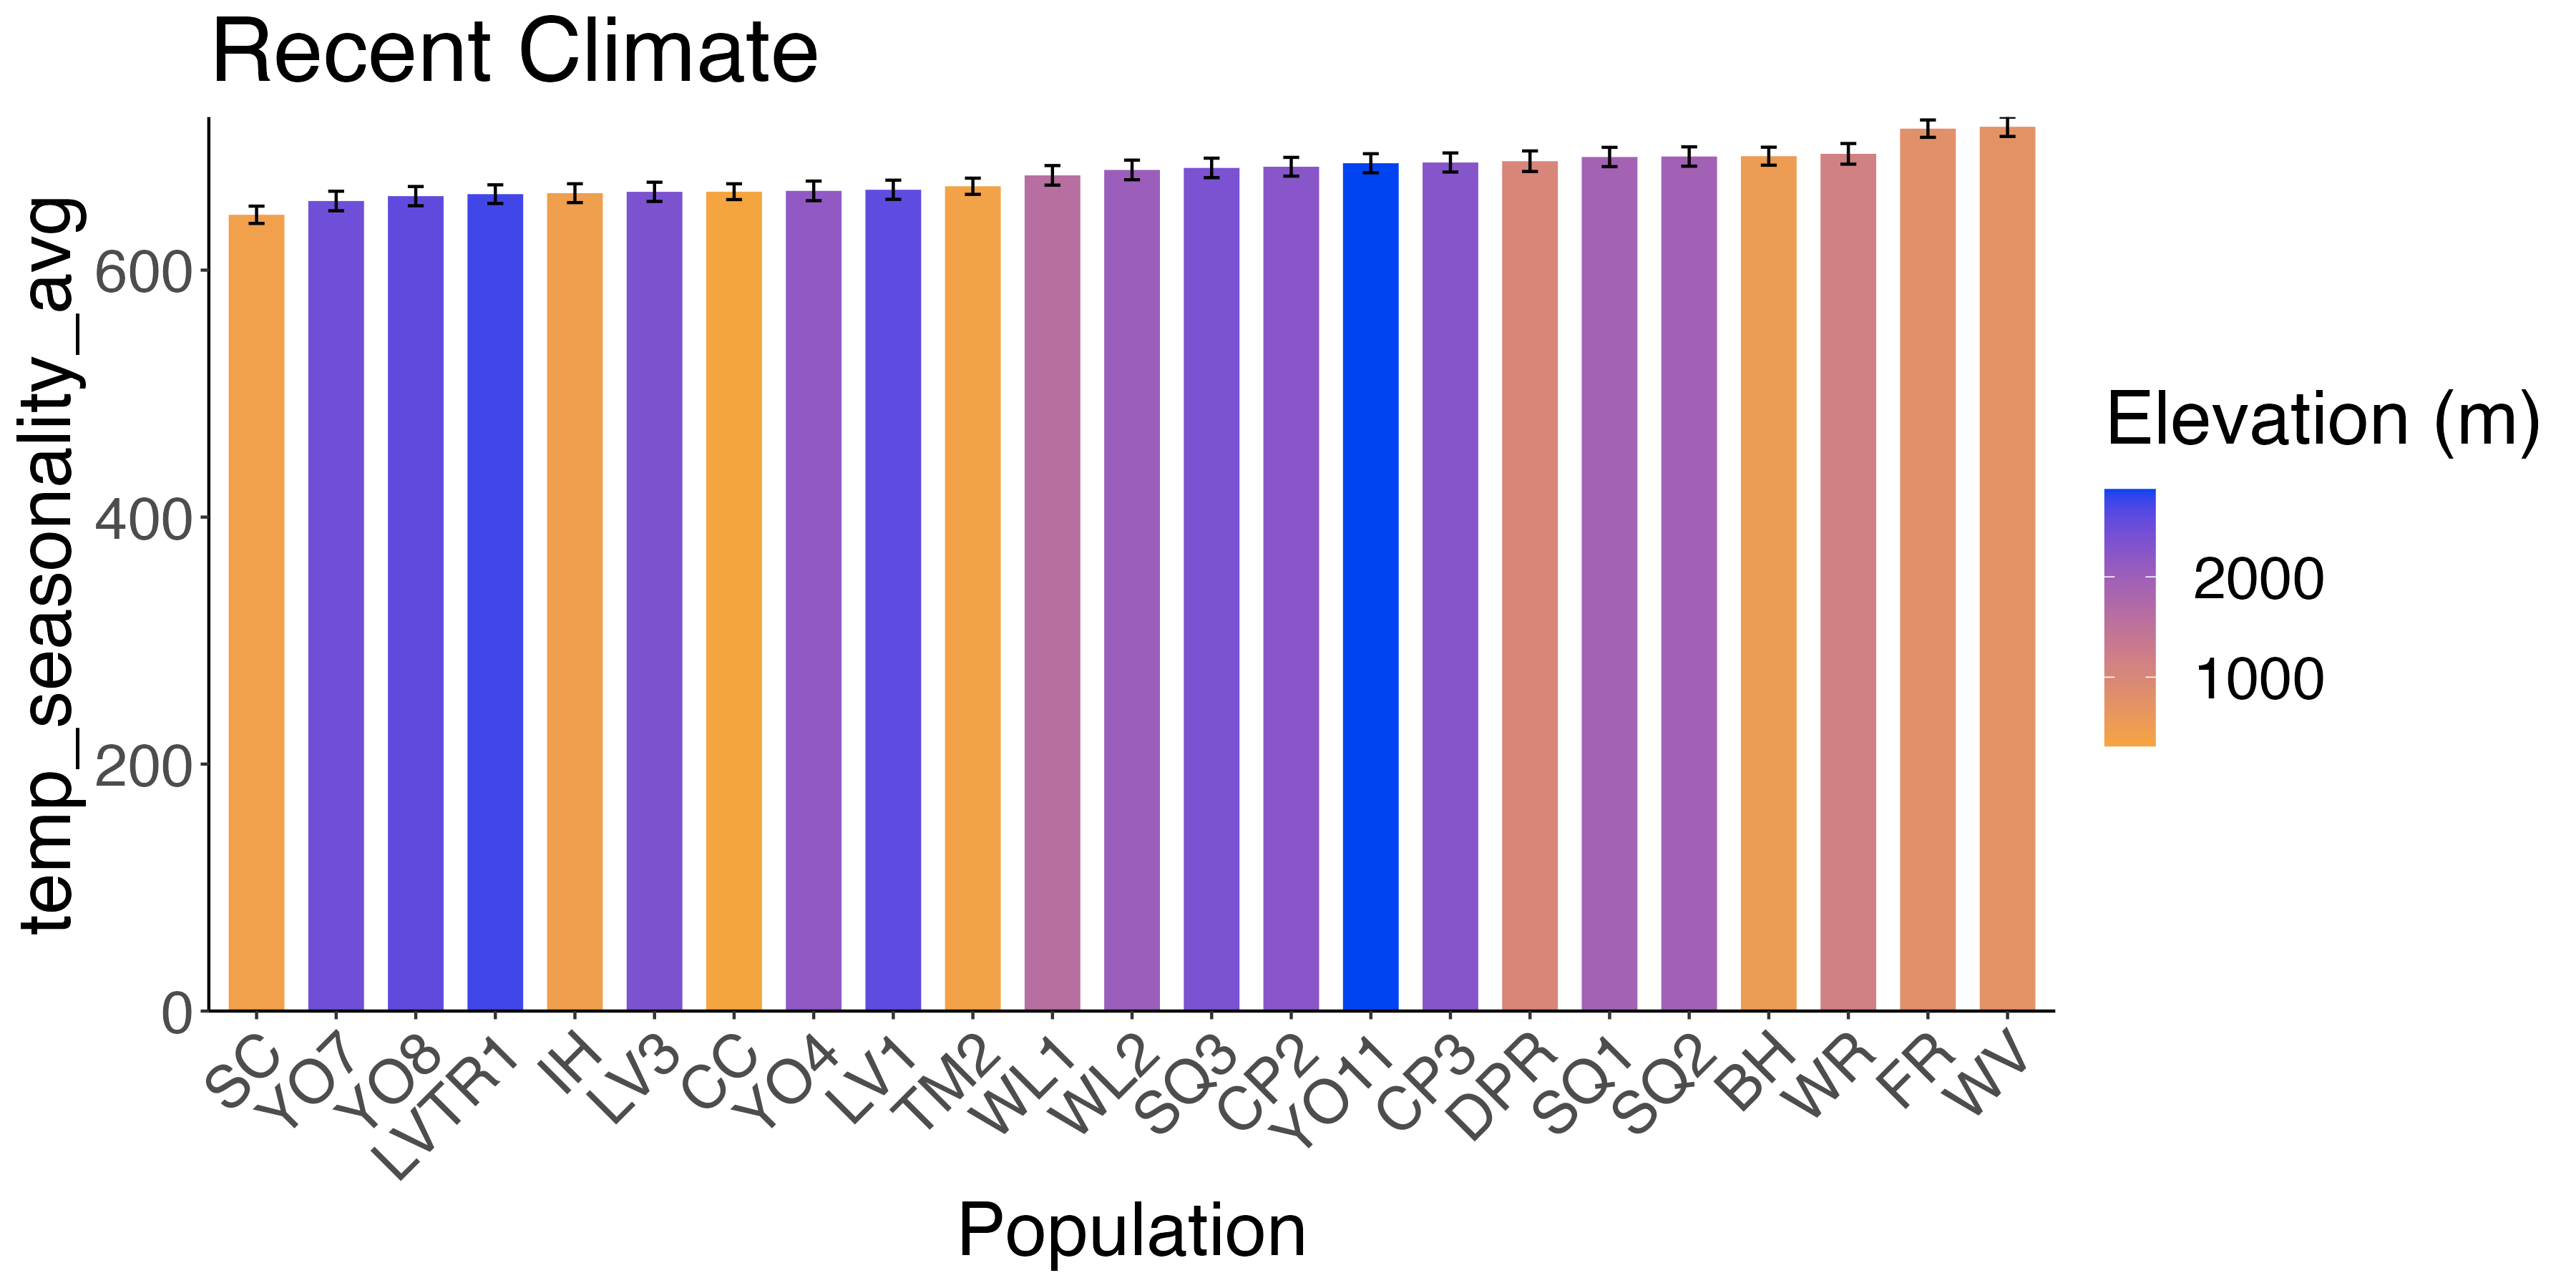 Recent Climate
temp_seasonality_avg
600
400
200
0
SC
YO7
YO8
LVTR1
IH
LV3
CC
YO4
LV1
TM2
WL1
WL2
SQ3
CP2
YO11
CP3
DPR
SQ1
SQ2
BH
WR
FR
WV
Population
Elevation (m)
2000
1000